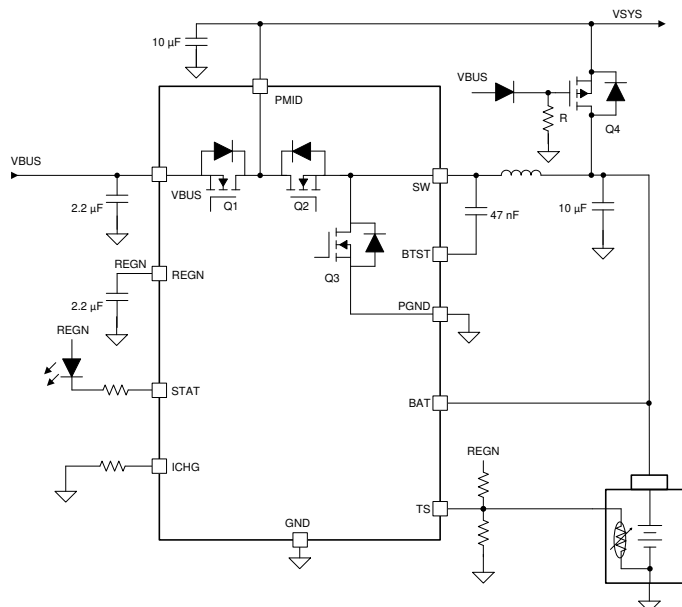 VSYS
10 µF
PMID
VBUS
R
Q4
VBUS
VBUS
Q1
Q2
SW
2.2 µF
47 nF
10 µF
Q3
BTST
REGN
REGN
2.2 µF
PGND
REGN
STAT
BAT
REGN
ICHG
TS
GND